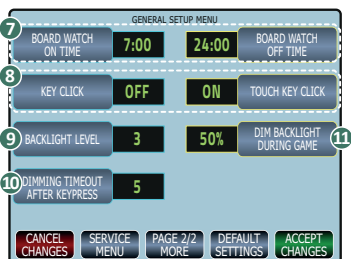 GENERAL SETUP MENU
7
BOARD WATCH
ON TIME
7:00
24:00
BOARD WATCH
OFF TIME
8
KEY CLICK
OFF
ON
TOUCH KEY CLICK
9
BACKLIGHT LEVEL
3
50%
DIM BACKLIGHT
DURING GAME
11
10
DIMMING TIMEOUT
AFTER KEYPRESS
5
CANCEL
CHANGES
SERVICE
MENU
PAGE 2/2
MORE
DEFAULT
SETTINGS
ACCEPT
CHANGES